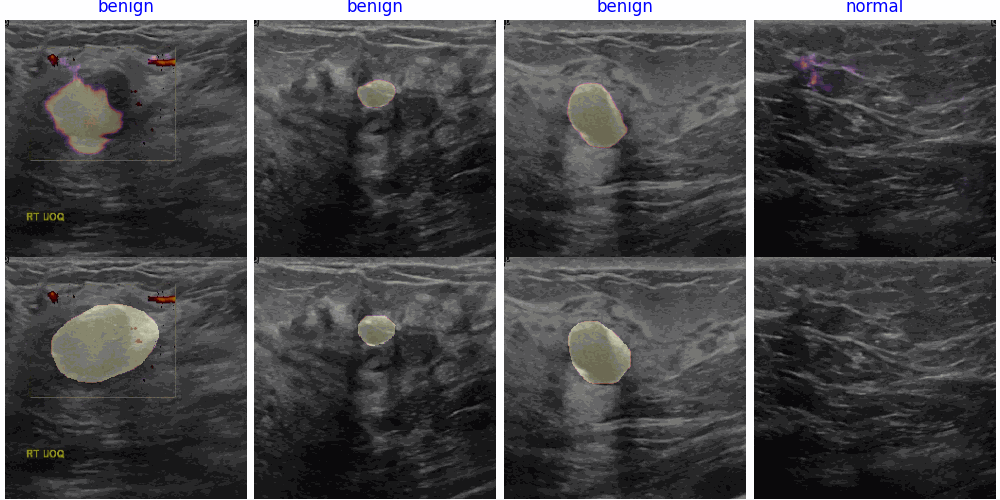 benign
benign
benign
normal
RT UOQ
RT UOQ